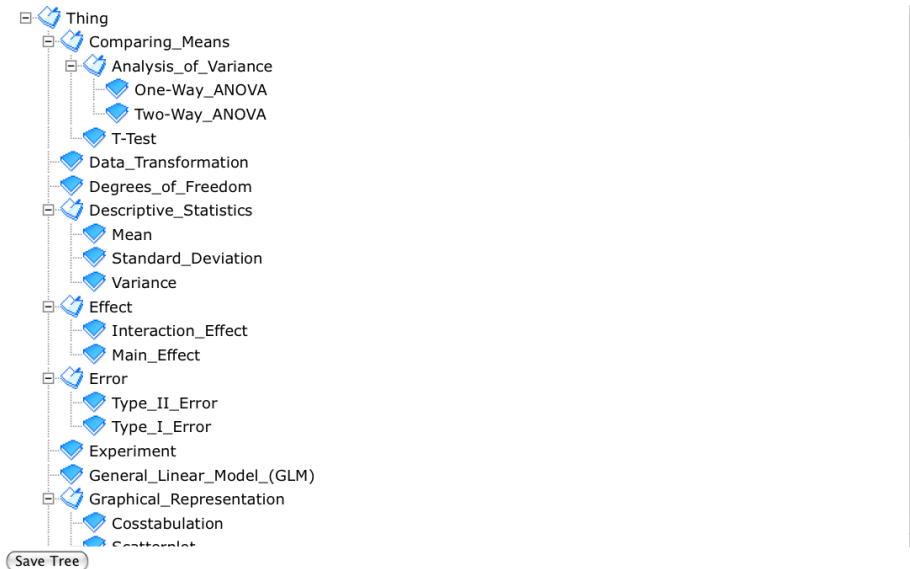 Thing
Comparing_Means
Analysis_of_Variance
One-Way_ANOVA
Two-Way_ANOVA
T-Test
Data_Transformation
Degrees_of_Freedom
Descriptive_Statistics
Mean
Standard_Deviation
Variance
Effect
Interaction_Effect
Main_Effect
Error
Type_II_Error
Type_I_Error
Experiment
General_Linear_Model_(GLM)
Graphical_Representation
Cosstabulation
Scatterplot
Save Tree